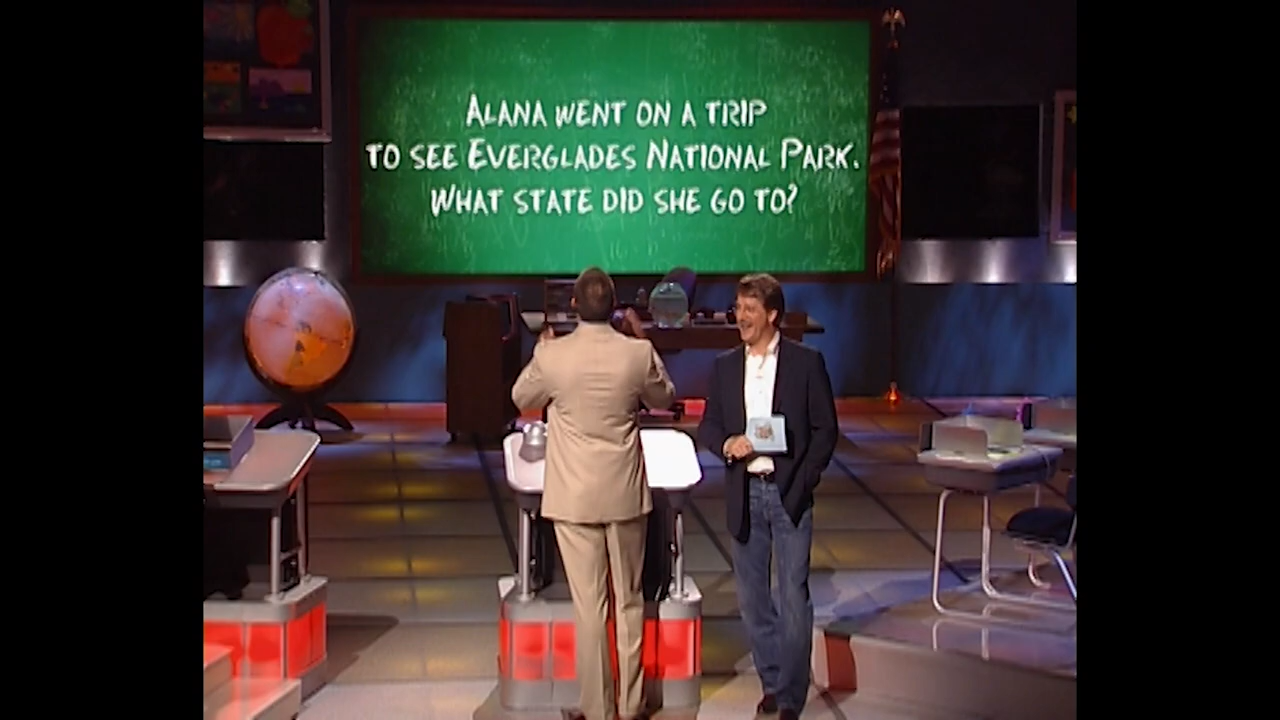 ALANA WENT ON A TRIP
TO SEE EVERGLADES NATIONAL PARK.
WHAT STATE DID SHE GO TO?